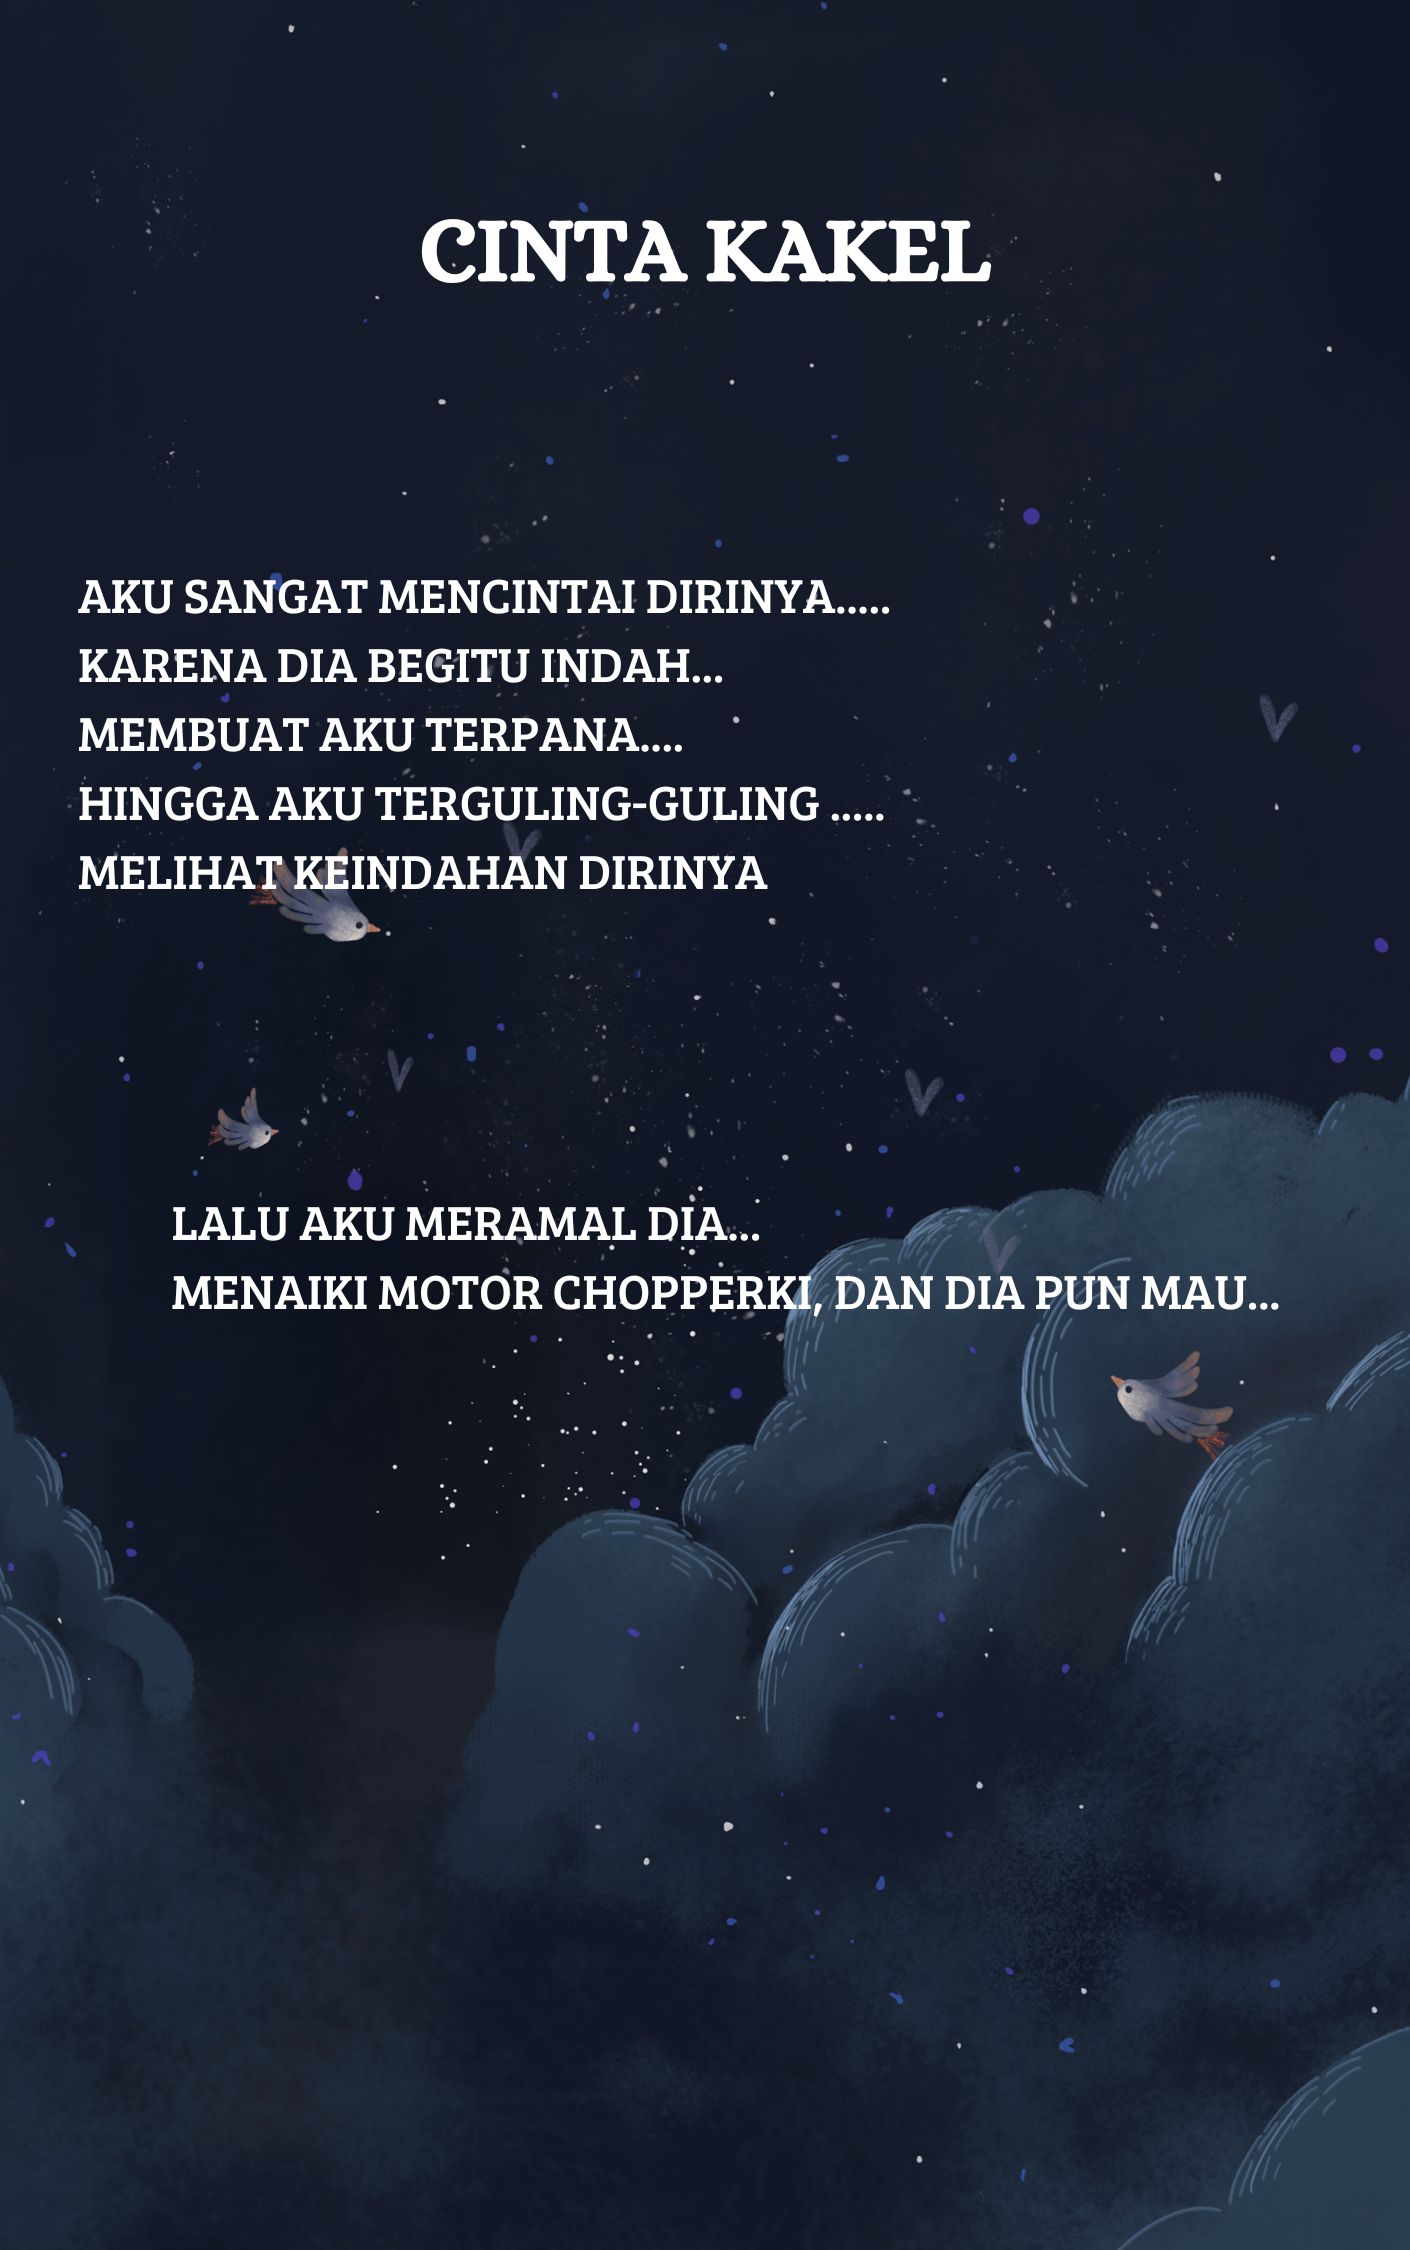 CINTA KAKEL
AKU SANGAT MENCINTAI DIRINYA.....
KARENA DIA BEGITU INDAH...
MEMBUAT AKU TERPANA....
HINGGA AKU TERGULING-GULING .....
MELIHAT KEINDAHAN DIRINYA
LALU AKU MERAMAL DIA...
MENAIKI MOTOR CHOPPERKI, DAN DIA PUN MAU...